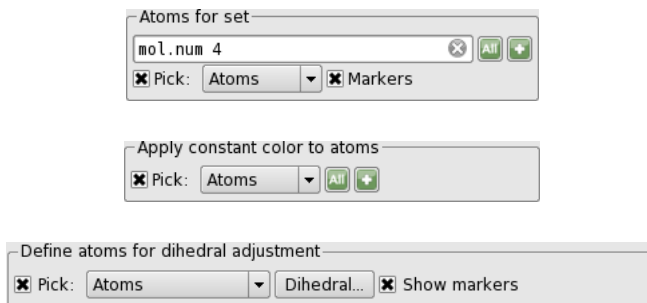 Atoms for set
mol.num 4 All
Pick: Atoms Markers
Apply constant color to atoms
Pick: Atoms All
Define atoms for dihedral adjustment
Pick: Atoms Dihedral... Show markers